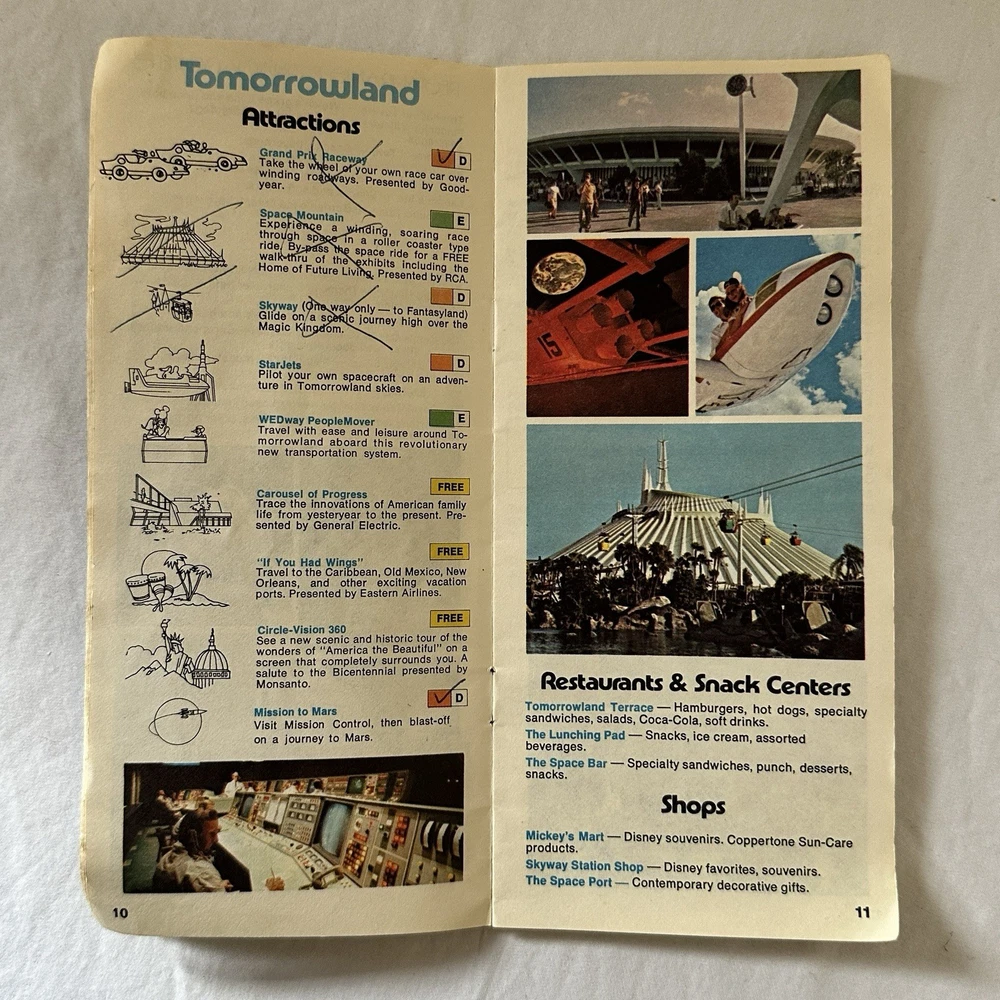 Tomorrowland
Attractions
Grand Prix Raceway
D
Take the wheel of your own race car over
winding roadways. Presented by Good-
year.
Space Mountain
E
Experience a winding, soaring race
through space in a roller coaster type
ride. By-pass the space ride for a FREE
walk-thru of the exhibits including the
Home of Future Living. Presented by RCA.
D
Skyway (One way only — to Fantasyland)
Glide on a scenic journey high over the
Magic Kingdom.
StarJets
D
Pilot your own spacecraft on an adven-
ture in Tomorrowland skies.
WEDway PeopleMover
E
Travel with ease and leisure around To-
morrowland aboard this revolutionary
new transportation system.
FREE
Carousel of Progress
Trace the innovations of American family
life from yesteryear to the present. Pre-
sented by General Electric.
FREE
"If You Had Wings"
Travel to the Caribbean, Old Mexico, New
Orleans, and other exciting vacation
ports. Presented by Eastern Airlines.
FREE
Circle-Vision 360
See a new scenic and historic tour of the
wonders of "America the Beautiful" on a
screen that completely surrounds you. A
salute to the Bicentennial presented by
Monsanto.
D
Mission to Mars
Visit Mission Control, then blast-off
on a journey to Mars.
10
5
Restaurants & Snack Centers
Tomorrowland Terrace — Hamburgers, hot dogs, specialty
sandwiches, salads, Coca-Cola, soft drinks.
The Lunching Pad — Snacks, ice cream, assorted
beverages.
The Space Bar — Specialty sandwiches, punch, desserts,
snacks.
Shops
Mickey's Mart — Disney souvenirs. Coppertone Sun-Care
products.
Skyway Station Shop — Disney favorites, souvenirs.
The Space Port — Contemporary decorative gifts.
11